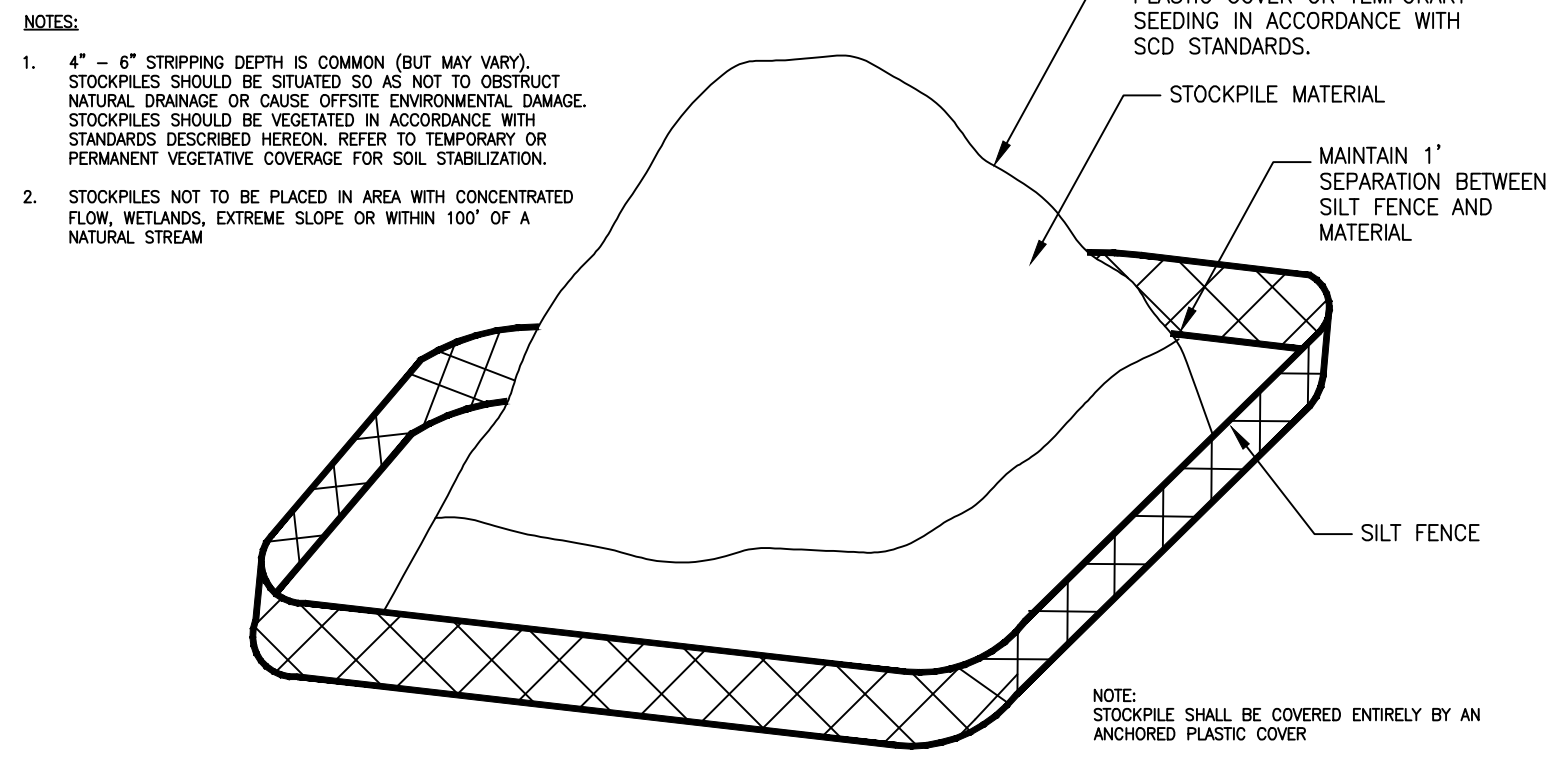 NOTES:
1. 4" – 6" STRIPPING DEPTH IS COMMON (BUT MAY VARY).
STOCKPILES SHOULD BE SITUATED SO AS NOT TO OBSTRUCT
NATURAL DRAINAGE OR CAUSE OFFSITE ENVIRONMENTAL DAMAGE.
STOCKPILES SHOULD BE VEGETATED IN ACCORDANCE WITH
STANDARDS DESCRIBED HEREON. REFER TO TEMPORARY OR
PERMANENT VEGETATIVE COVERAGE FOR SOIL STABILIZATION.
2. STOCKPILES NOT TO BE PLACED IN AREA WITH CONCENTRATED
FLOW, WETLANDS, EXTREME SLOPE OR WITHIN 100' OF A
NATURAL STREAM
PLASTIC COVER OR TEMPORARY
SEEDING IN ACCORDANCE WITH
SCD STANDARDS.
STOCKPILE MATERIAL
MAINTAIN 1'
SEPARATION BETWEEN
SILT FENCE AND
MATERIAL
SILT FENCE
NOTE:
STOCKPILE SHALL BE COVERED ENTIRELY BY AN
ANCHORED PLASTIC COVER